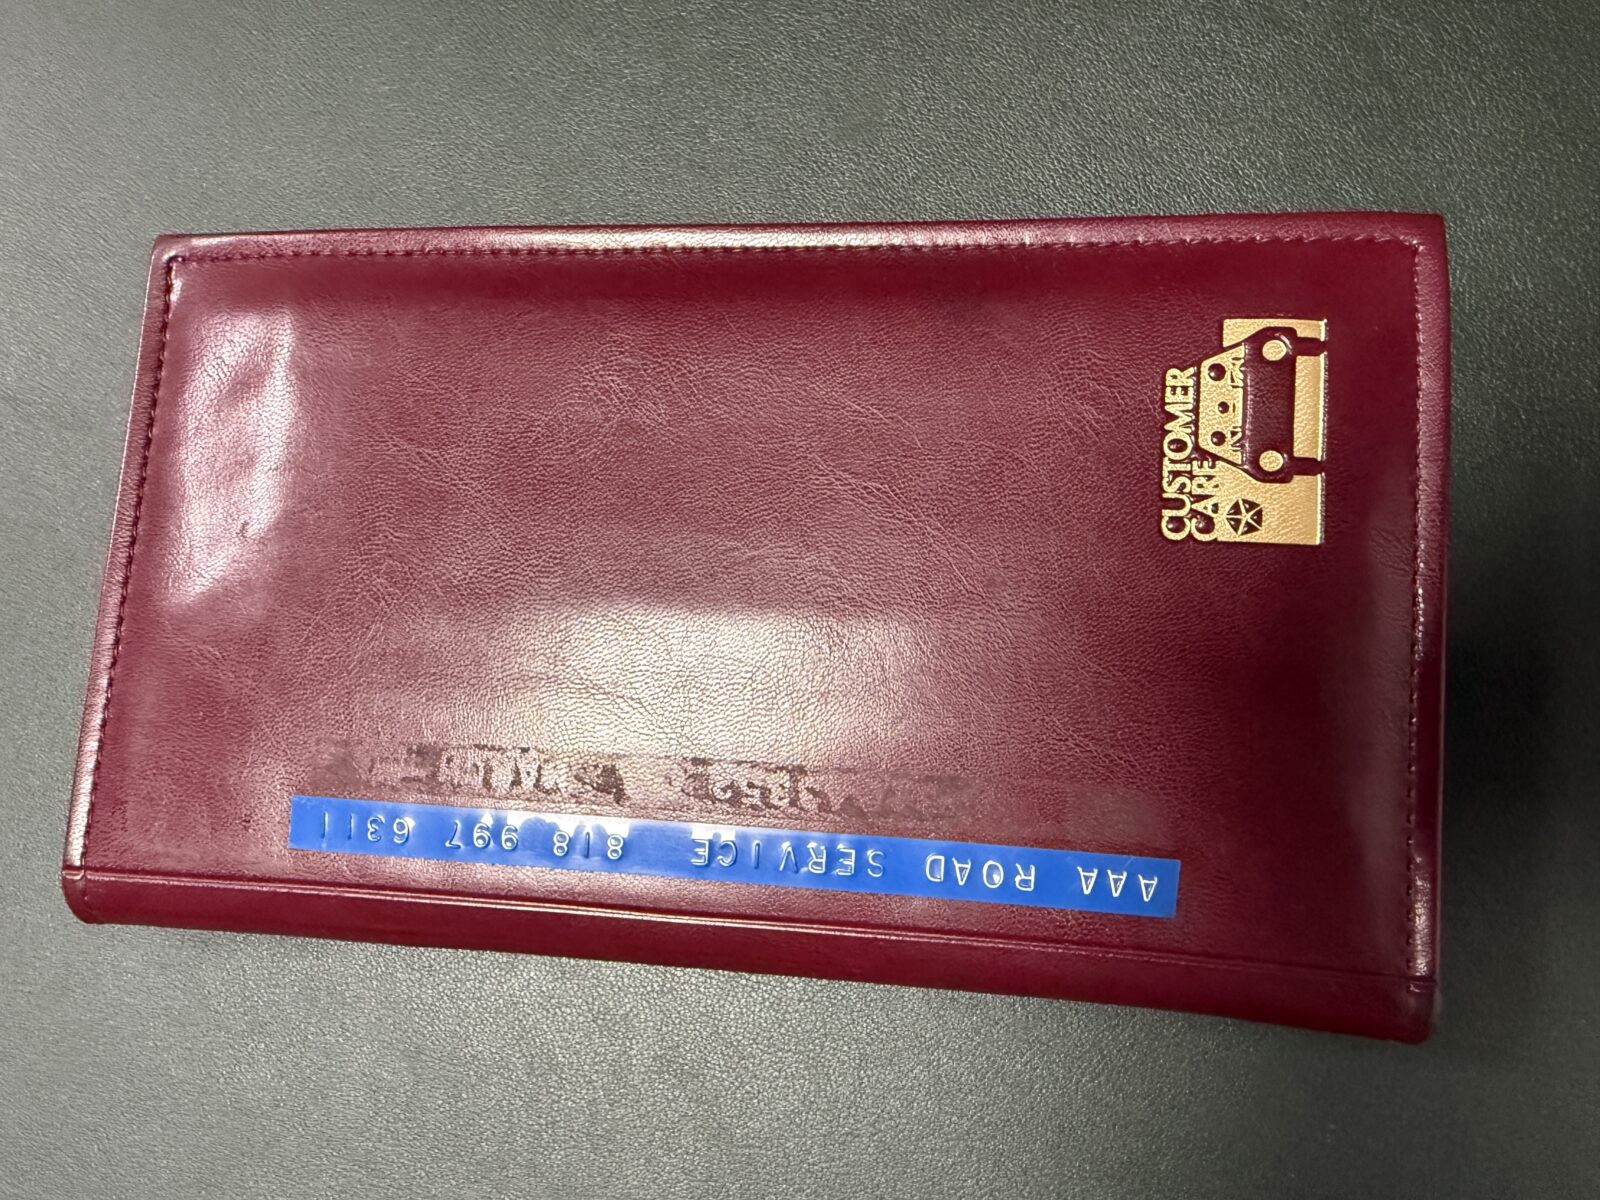 CUSTOMER
CARE
AAA ROAD SERVICE 818 997 6311